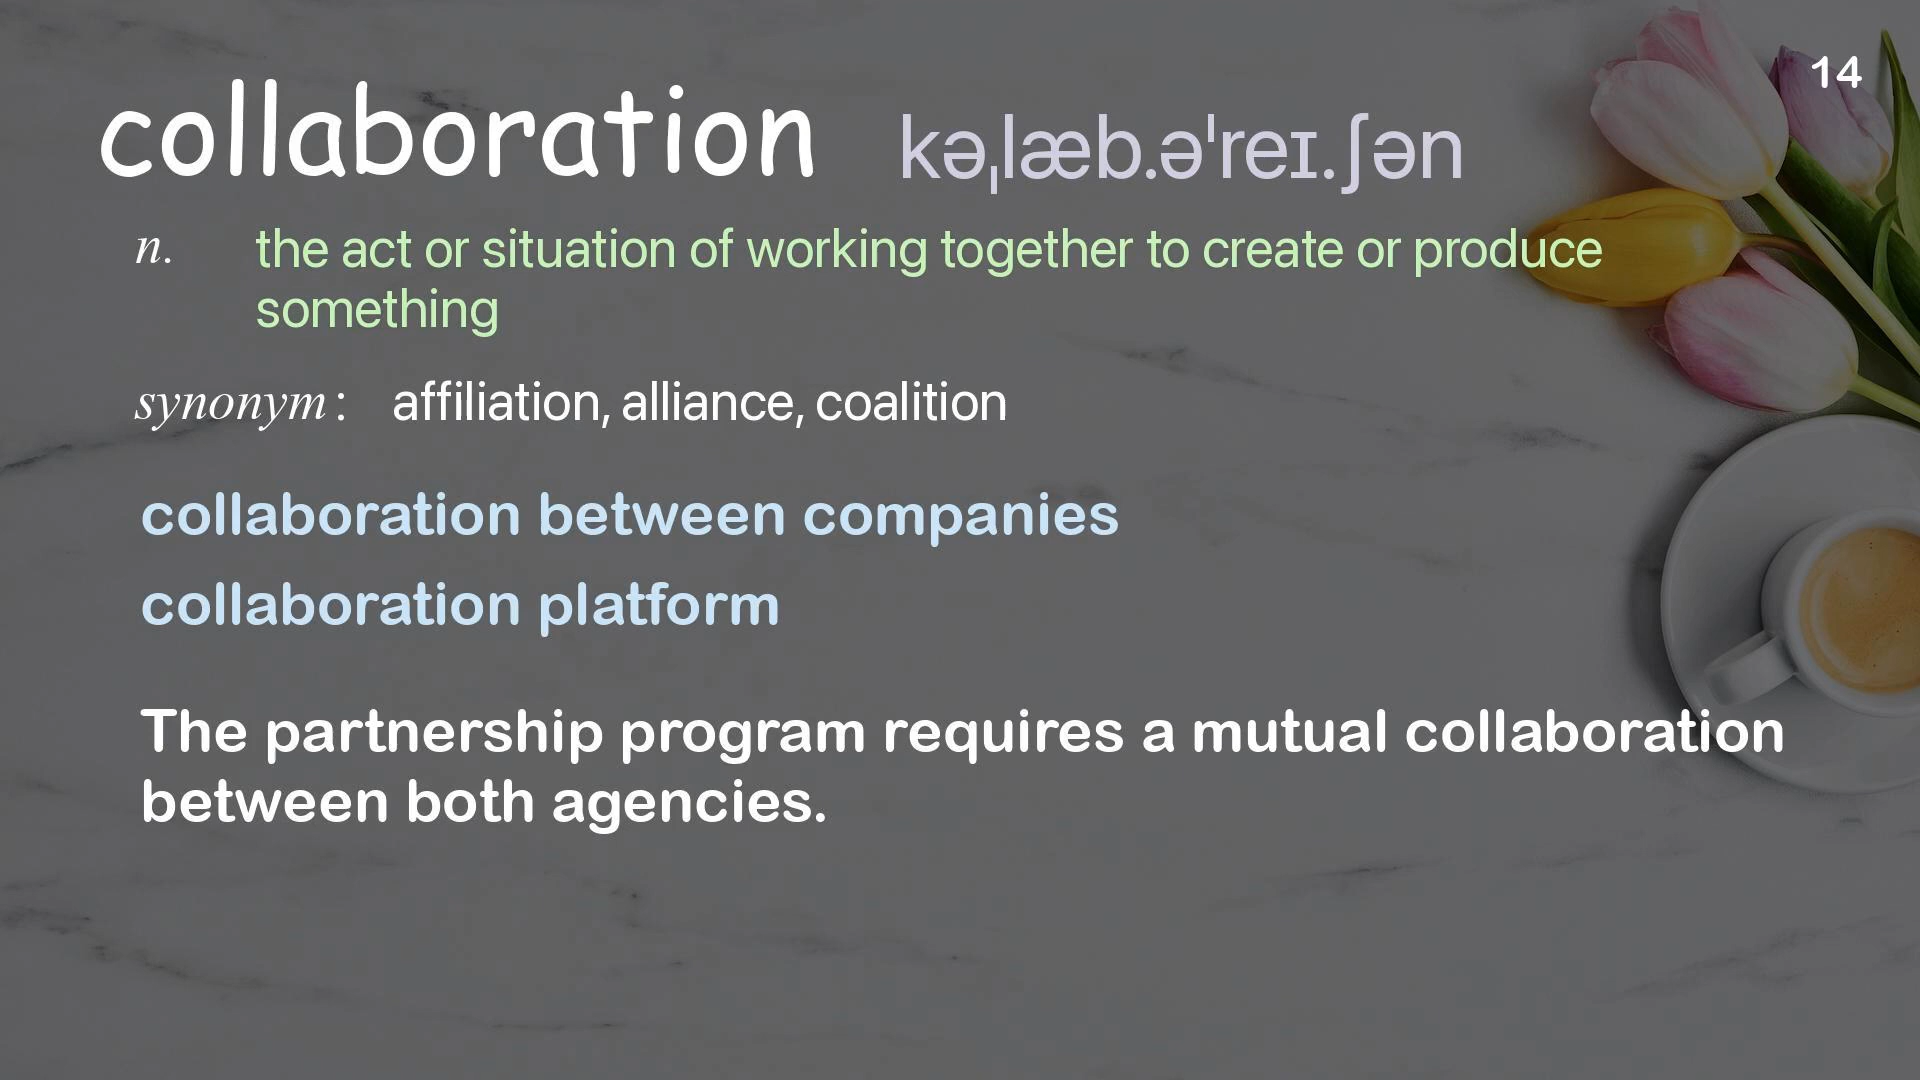 14
collaboration kəˌlæb.əˈreɪ.ʃən
n. the act or situation of working together to create or produce
something
synonym: affiliation, alliance, coalition
collaboration between companies
collaboration platform
The partnership program requires a mutual collaboration
between both agencies.